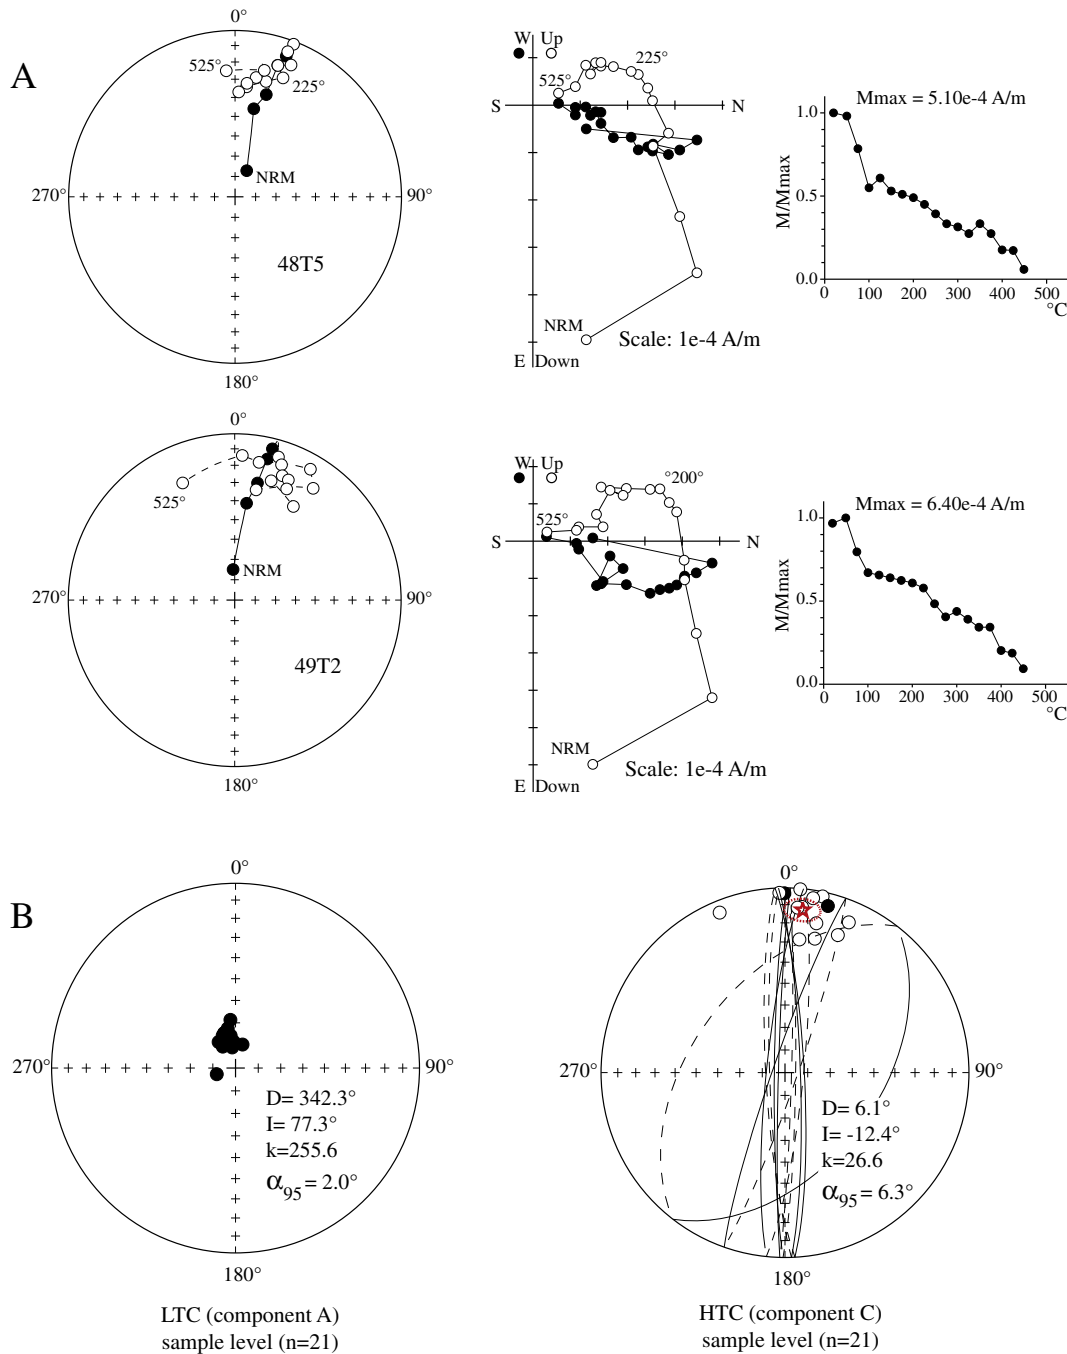 A
0°
525°
225°
NRM
270°
90°
48T5
180°
W Up
225°
525°
S
N
NRM
Scale: 1e-4 A/m
E Down
Mmax = 5.10e-4 A/m
1.0
M/Mmax
0.5
0.0
0 100 200 300 400 500
°C
0°
525°
NRM
270°
90°
49T2
180°
W Up
°200°
525°
S
N
NRM
Scale: 1e-4 A/m
E Down
Mmax = 6.40e-4 A/m
1.0
M/Mmax
0.5
0.0
0 100 200 300 400 500
°C
B
0°
270°
90°
D= 342.3°
I= 77.3°
k=255.6
α95 = 2.0°
180°
LTC (component A)
sample level (n=21)
0°
270°
90°
D= 6.1°
I= -12.4°
k=26.6
α95 = 6.3°
180°
HTC (component C)
sample level (n=21)